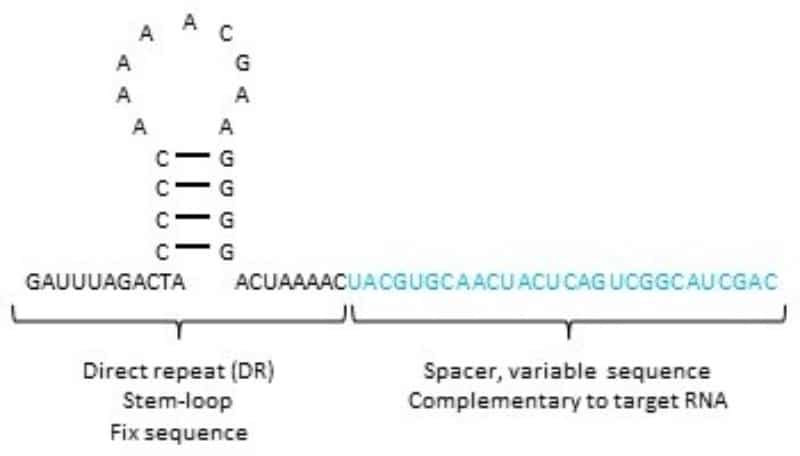 A A A C
A G
A A
A A
C G
C G
C G
C G
GAUUUAGACTA ACUAAAACUACGUGCAACUACUCAGUCGGCAUCGAC
Direct repeat (DR)
Stem-loop
Fix sequence
Spacer, variable sequence
Complementary to target RNA